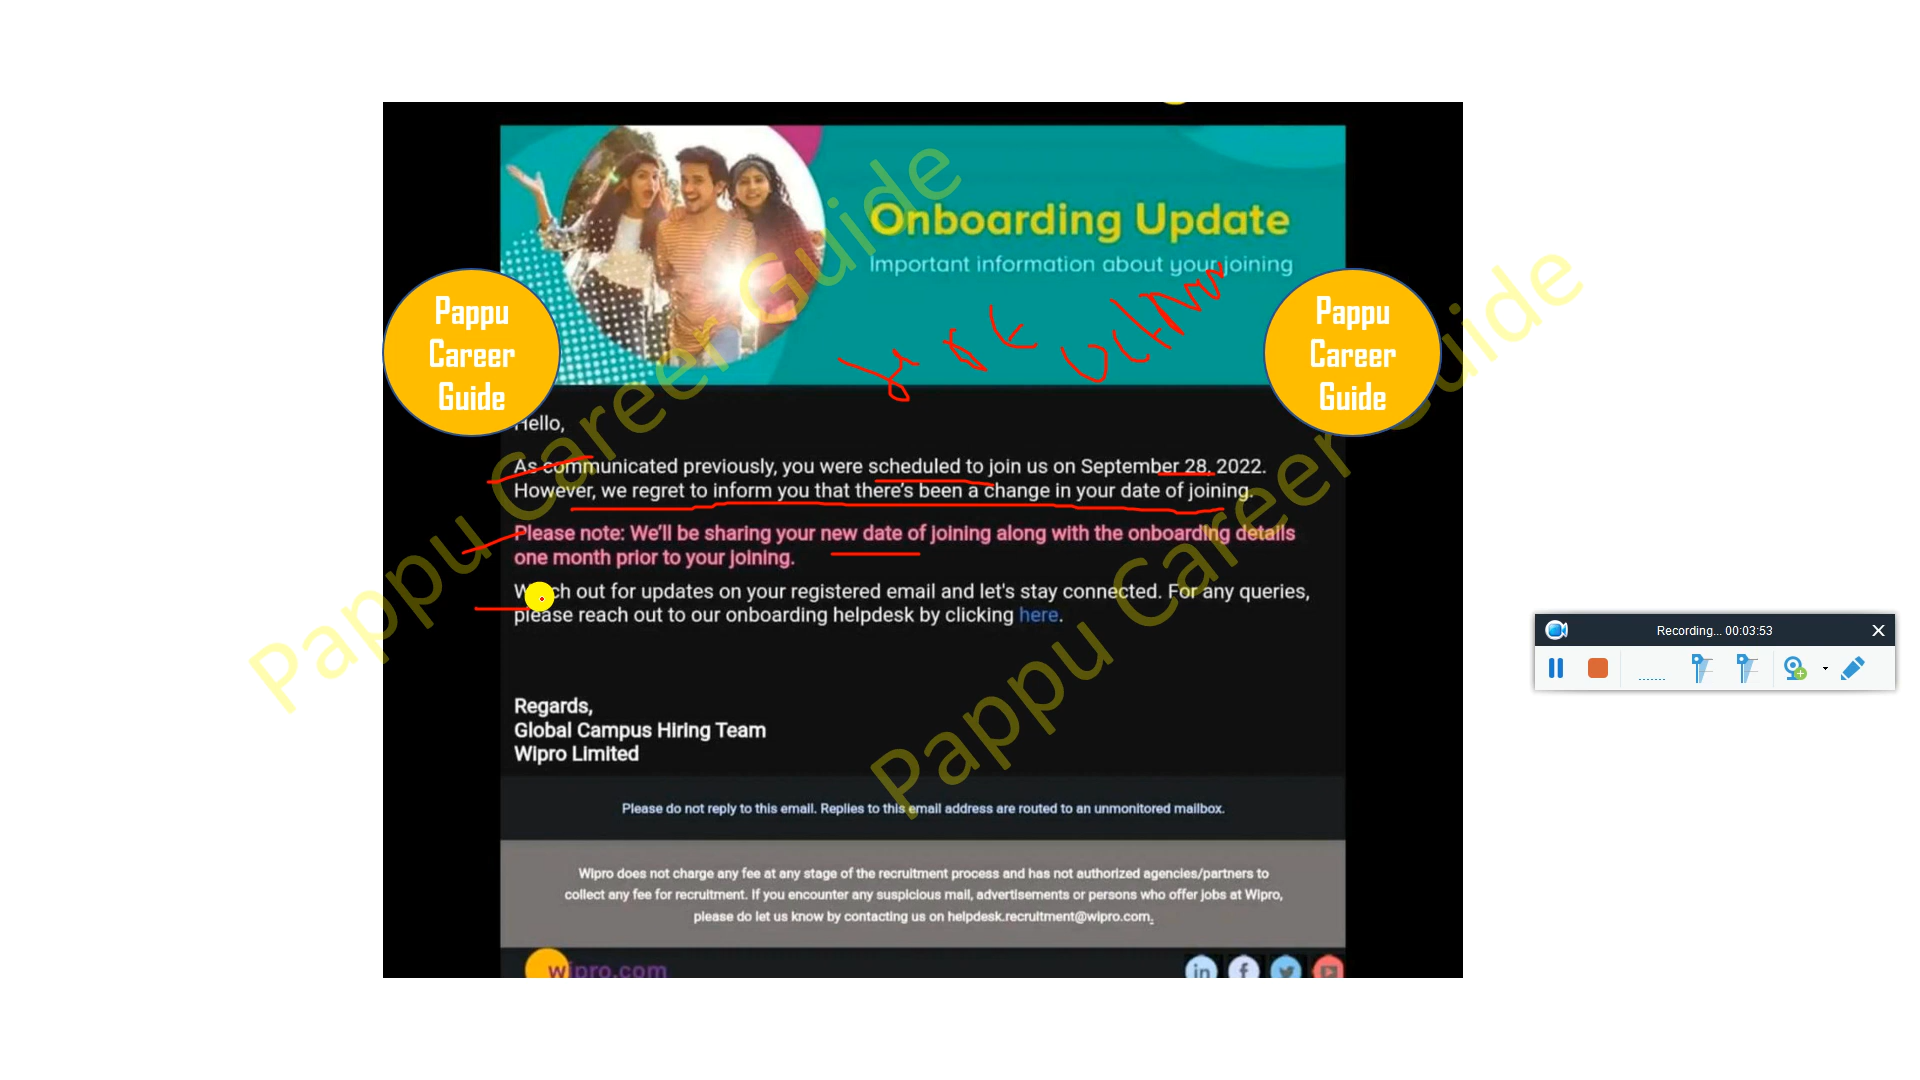 Onboarding Update
Important information about your joining
Pappu
Career
Guide
Pappu
Career
Guide
Hello,
As communicated previously, you were scheduled to join us on September 28, 2022.
However, we regret to inform you that there's been a change in your date of joining.
Please note: We'll be sharing your new date of joining along with the onboarding details
one month prior to your joining.
Watch out for updates on your registered email and let's stay connected. For any queries,
please reach out to our onboarding helpdesk by clicking here.
Regards,
Global Campus Hiring Team
Wipro Limited
Please do not reply to this email. Replies to this email address are routed to an unmonitored mailbox.
Wipro does not charge any fee at any stage of the recruitment process and has not authorized agencies/partners to
collect any fee for recruitment. If you encounter any suspicious mail, advertisements or persons who offer jobs at Wipro,
please do let us know by contacting us on helpdesk.recruitment@wipro.com.
wipro.com
in f
Pappu Career Guide
Pappu Career Guide
Recording... 00:03:53